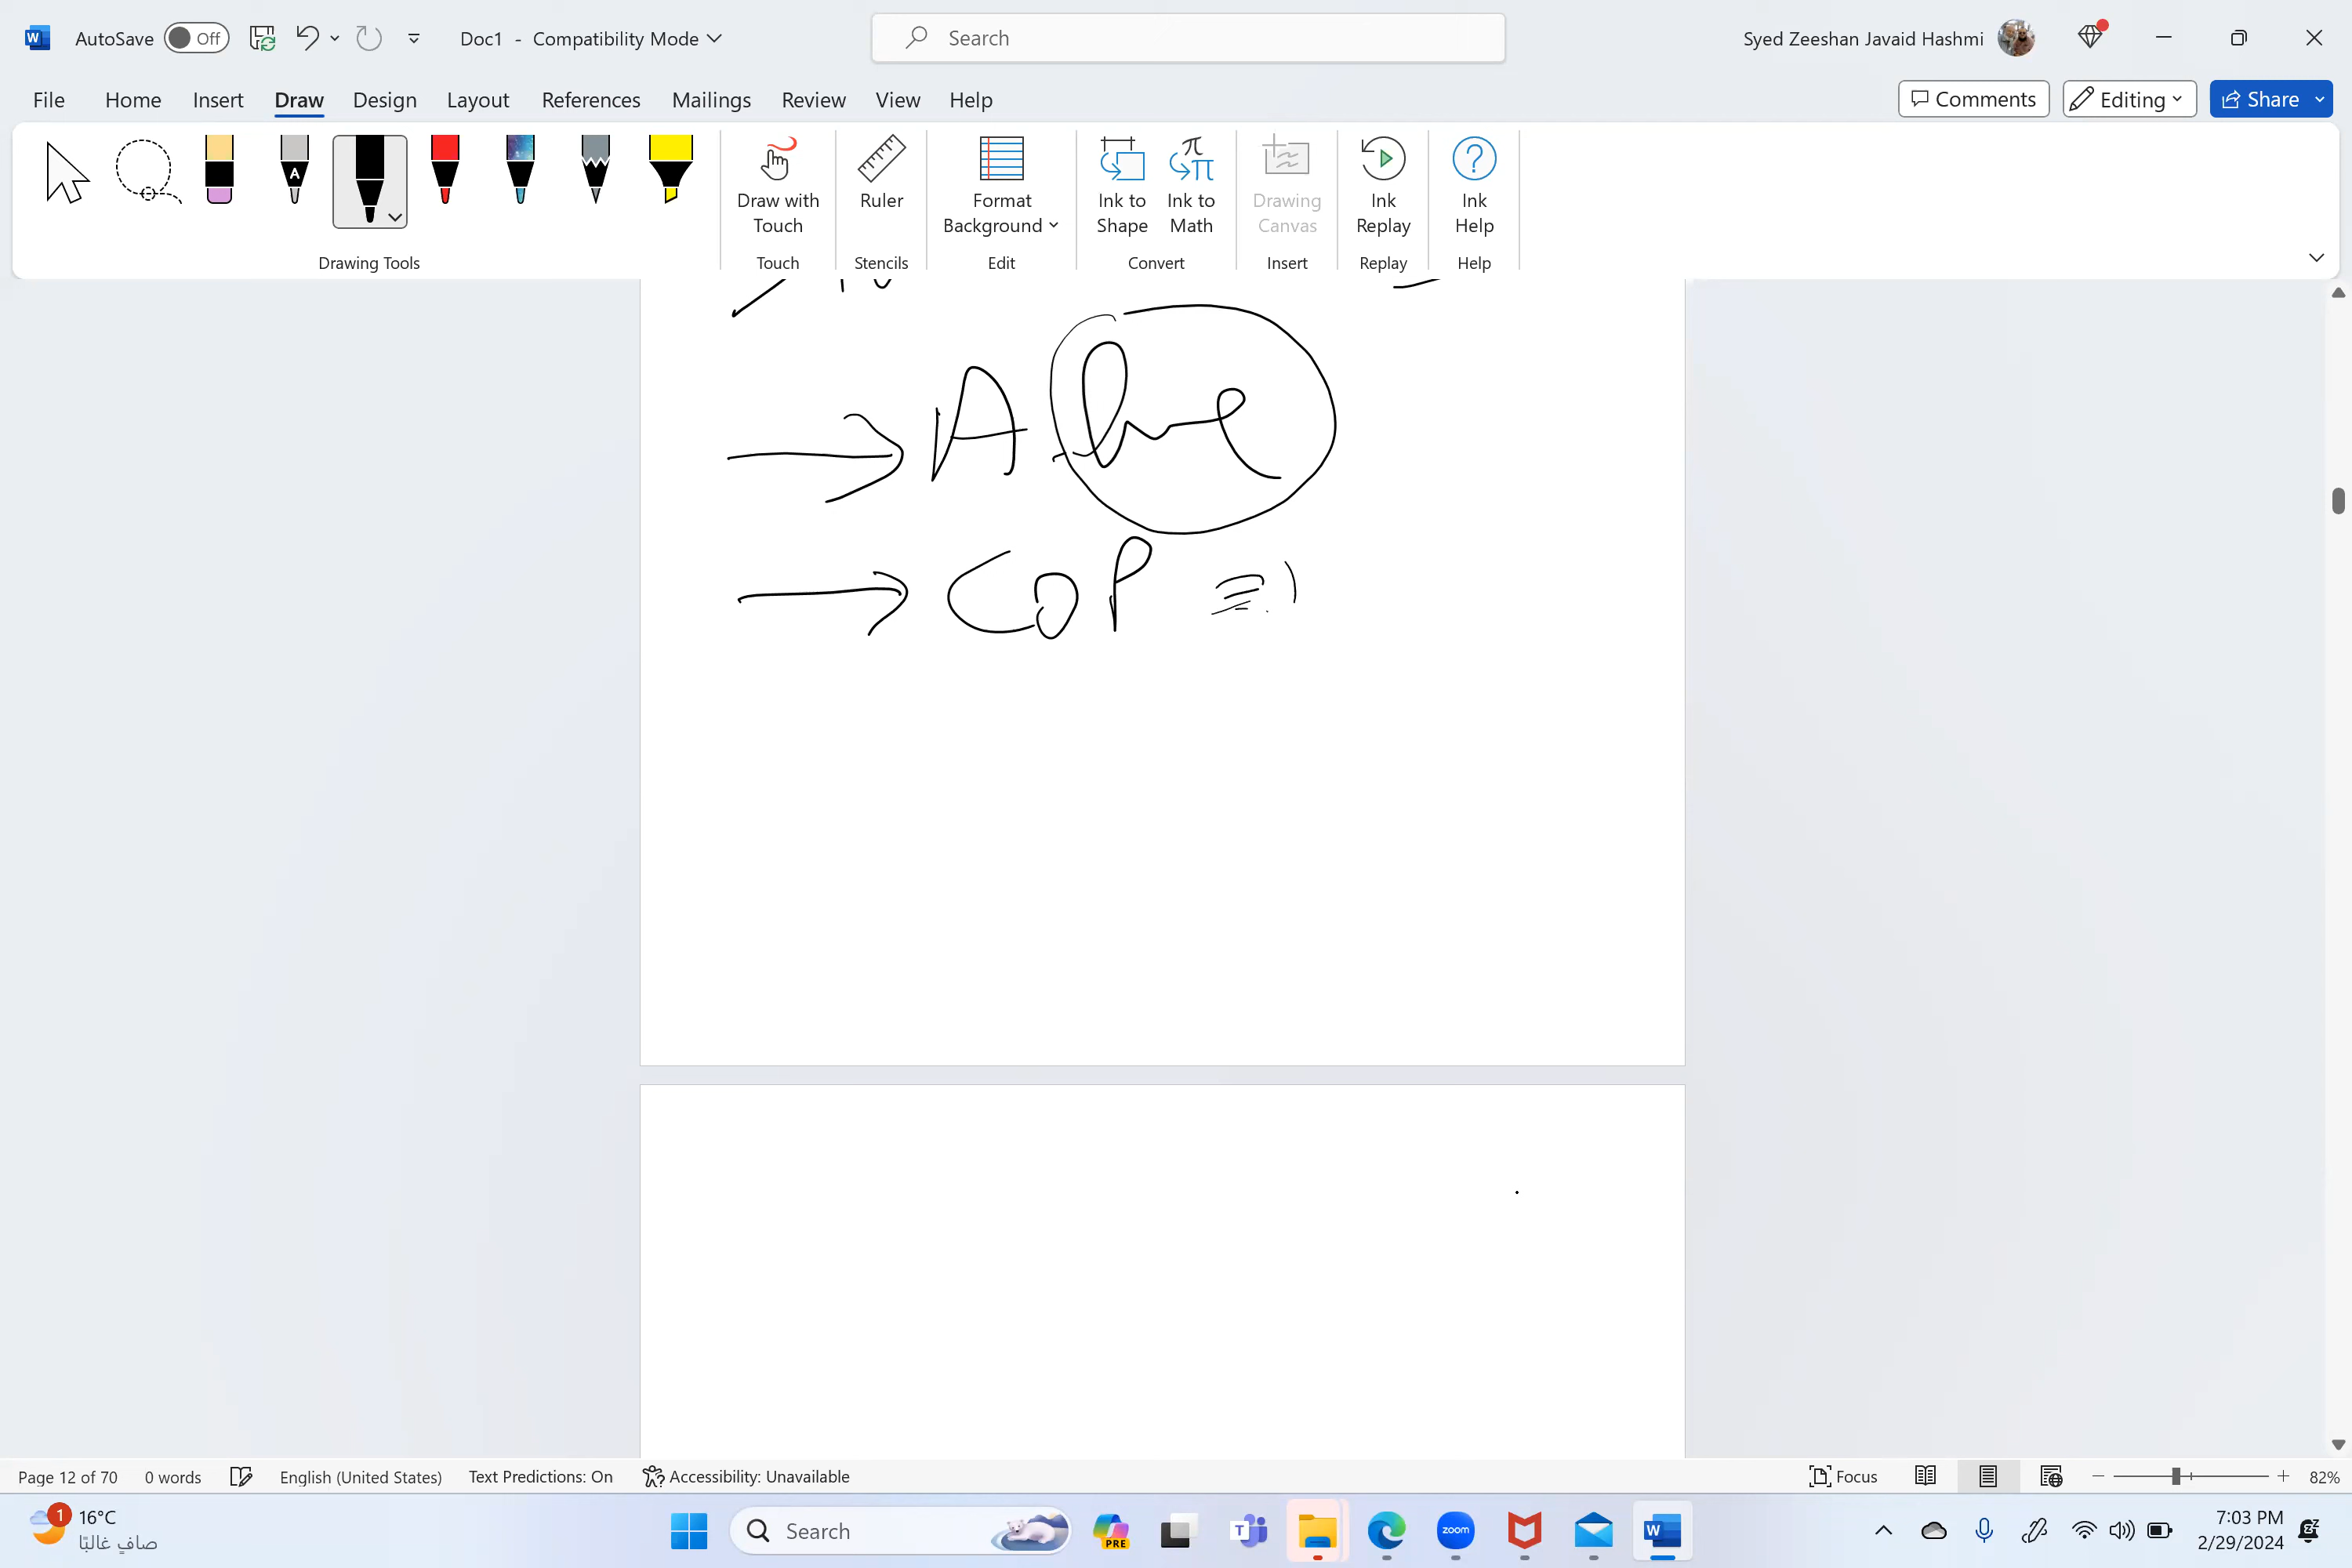 AutoSave Off Doc1 - Compatibility Mode Search Syed Zeeshan Javaid Hashmi
File Home Insert Draw Design Layout References Mailings Review View Help Comments Editing Share
Draw with Touch Ruler Format Background Ink to Shape Ink to Math Drawing Canvas Ink Replay Ink Help
Drawing Tools Touch Stencils Edit Convert Insert Replay Help
A
COP =
Page 12 of 70 0 words English (United States) Text Predictions: On Accessibility: Unavailable Focus 82%
1 16°C Search PRE T zoom W 7:03 PM
صافٍ غالبًا 2/29/2024